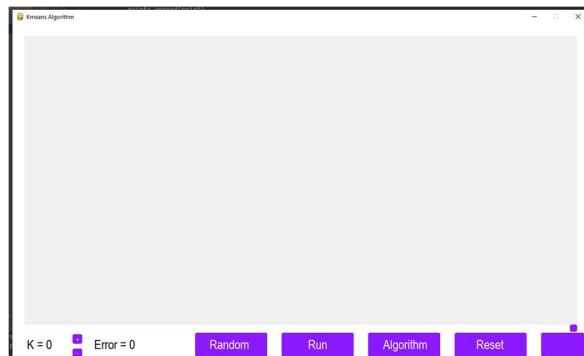 Kmeans Algorithm
K = 0
+
-
Error = 0
Random
Run
Algorithm
Reset